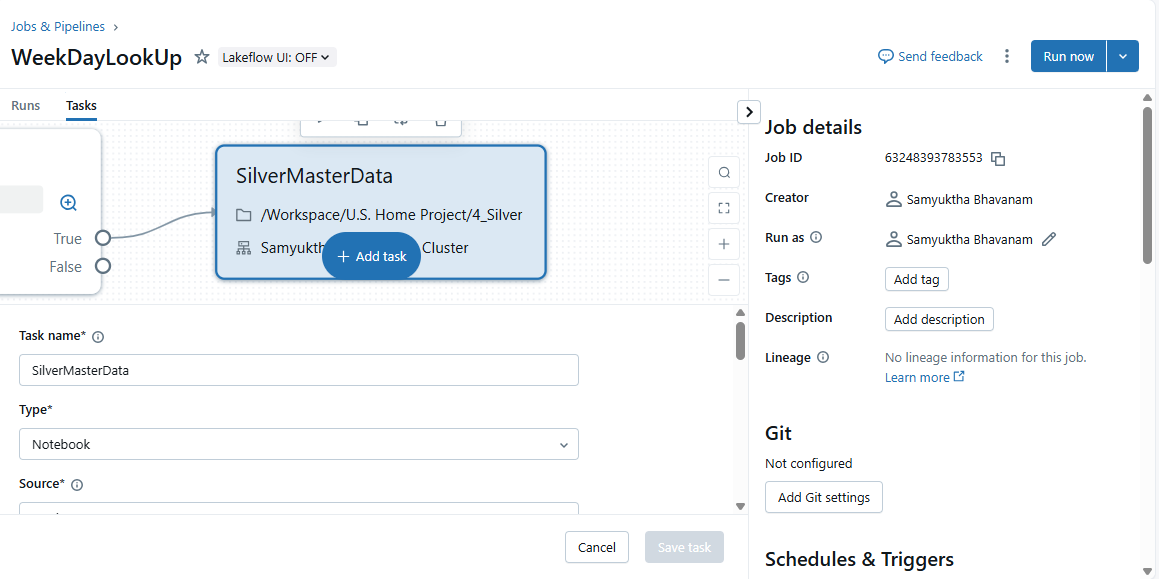 Jobs & Pipelines
WeekDayLookUp
Lakeflow UI: OFF
Send feedback
Run now
Runs
Tasks
True
False
SilverMasterData
/Workspace/U.S. Home Project/4_Silver
Cluster
+ Add task
Task name*
SilverMasterData
Type*
Notebook
Source*
Cancel
Save task
Job details
Job ID
63248393783553
Creator
Samyuktha Bhavanam
Run as
Samyuktha Bhavanam
Tags
Add tag
Description
Add description
Lineage
No lineage information for this job.
Learn more
Git
Not configured
Add Git settings
Schedules & Triggers